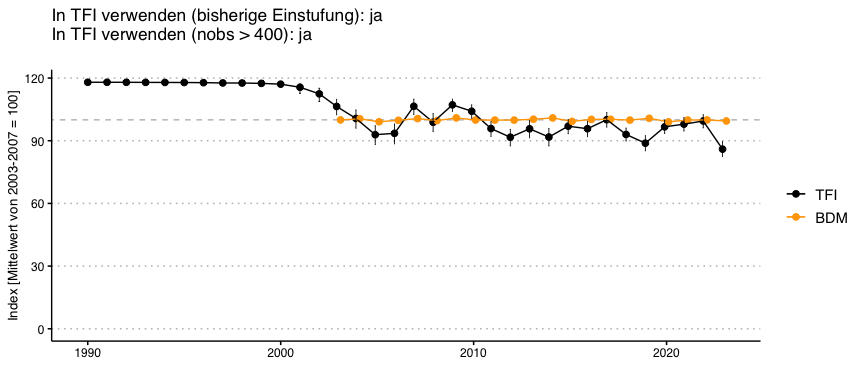 In TFI verwenden (bisherige Einstufung): ja
In TFI verwenden (nobs > 400): ja
Index [Mittelwert von 2003-2007 = 100]
120
90
60
30
0
1990
2000
2010
2020
TFI
BDM